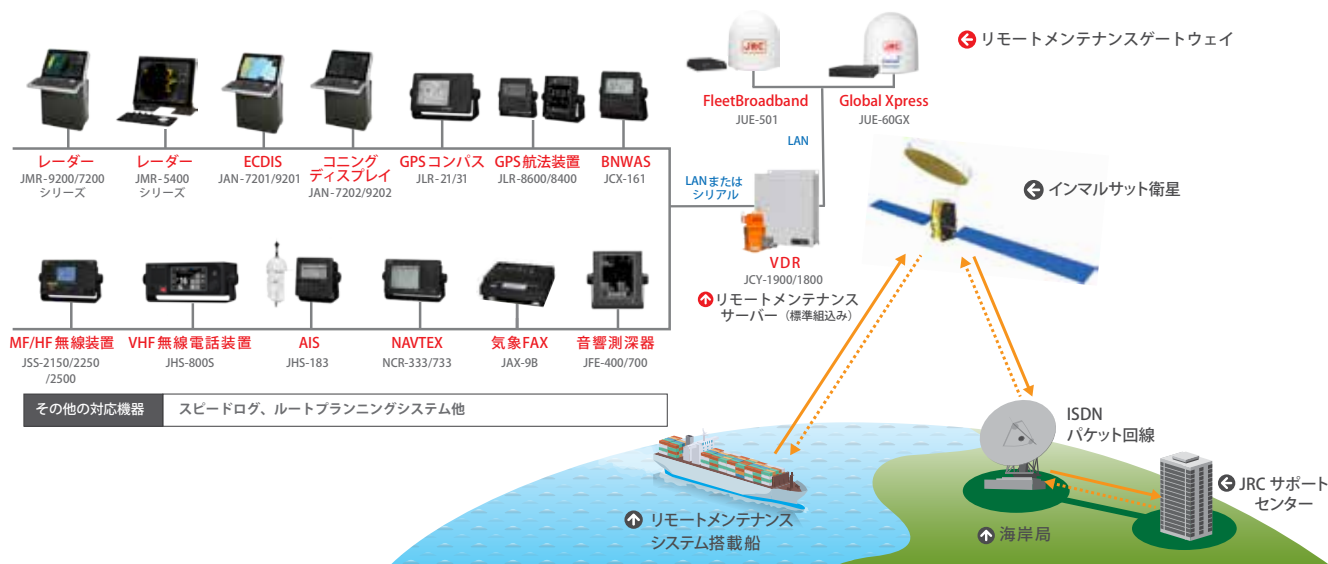 JRC
JRC
リモートメンテナンスゲートウェイ
FleetBroadband
JUE-501
Global Xpress
JUE-60GX
LAN
レーダー
JMR-9200/7200
シリーズ
レーダー
JMR-5400
シリーズ
ECDIS
JAN-7201/9201
コニング
ディスプレイ
JAN-7202/9202
GPSコンパス
JLR-21/31
GPS航法装置
JLR-8600/8400
BNWAS
JCX-161
LANまたは
シリアル
インマルサット衛星
VDR
JCY-1900/1800
リモートメンテナンス
サーバー（標準組込み）
MF/HF無線装置
JSS-2150/2250
/2500
VHF無線電話装置
JHS-800S
AIS
JHS-183
NAVTEX
NCR-333/733
気象FAX
JAX-9B
音響測深器
JFE-400/700
その他の対応機器 スピードログ、ルートプランニングシステム他
ISDN
パケット回線
JRC サポート
センター
リモートメンテナンス
システム搭載船
海岸局